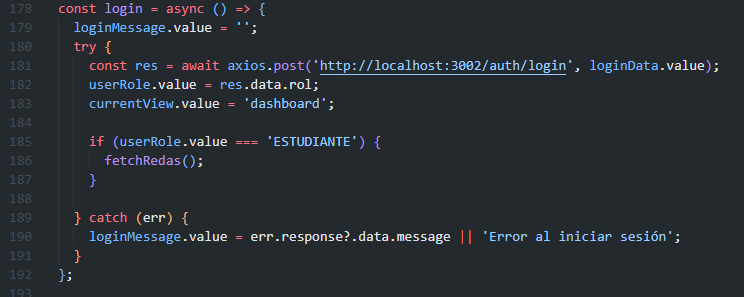 178 const login = async () => {
179 loginMessage.value = '';
180 try {
181 const res = await axios.post('http://localhost:3002/auth/login', loginData.value);
182 userRole.value = res.data.rol;
183 currentView.value = 'dashboard';
184
185 if (userRole.value === 'ESTUDIANTE') {
186 fetchRedas();
187 }
188
189 } catch (err) {
190 loginMessage.value = err.response?.data.message || 'Error al iniciar sesión';
191 }
192 };
193